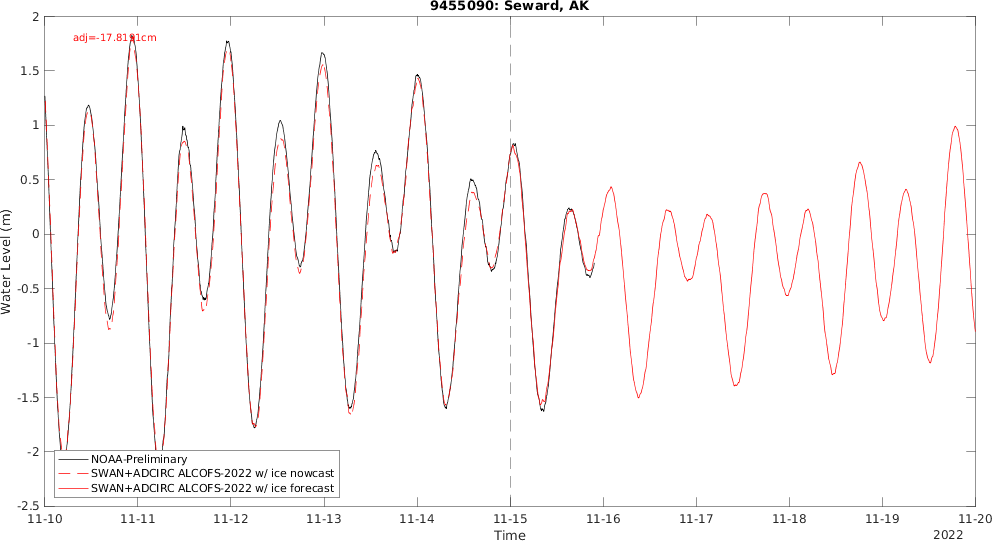 9455090: Seward, AK
2
1.5
1
0.5
0
-0.5
-1
-1.5
-2
-2.5
Water Level (m)
NOAA-Preliminary
SWAN+ADCIRC ALCOFS-2022 w/ ice nowcast
SWAN+ADCIRC ALCOFS-2022 w/ ice forecast
11-10 11-11 11-12 11-13 11-14 11-15 11-16 11-17 11-18 11-19 11-20
Time
2022